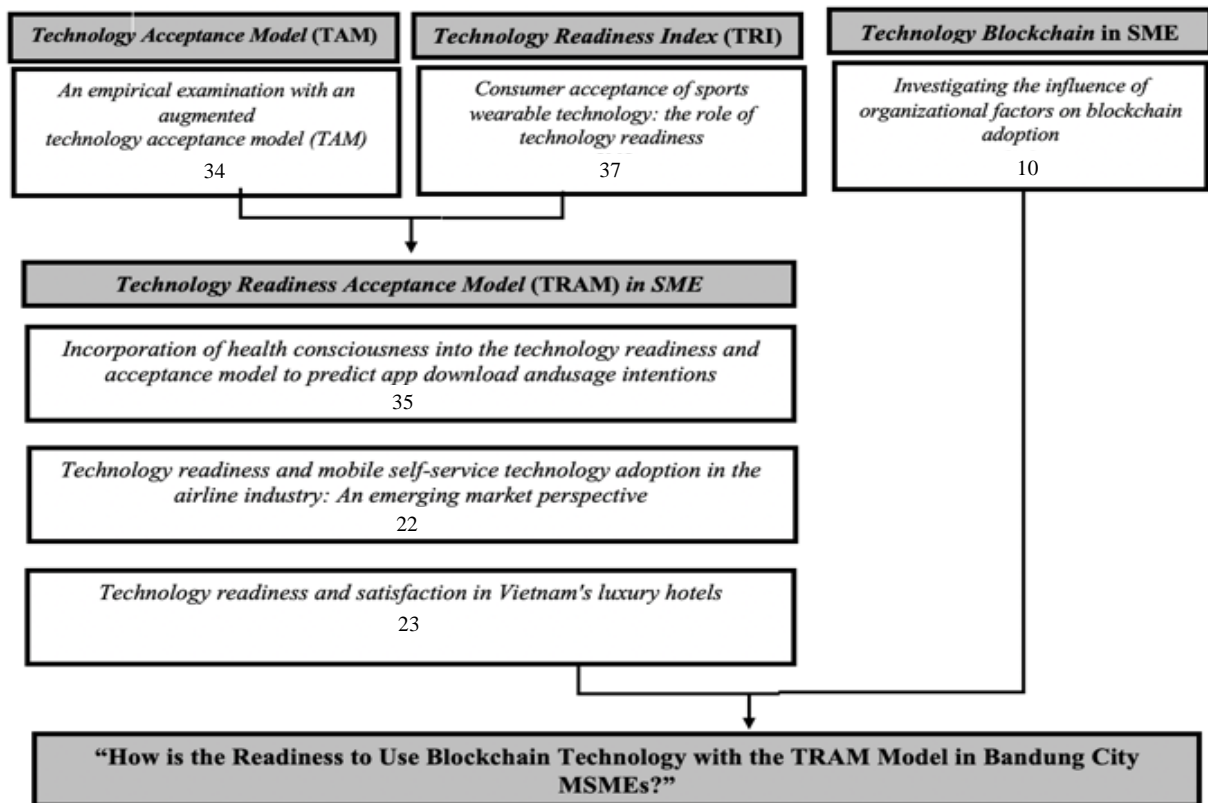 Technology Acceptance Model (TAM)
An empirical examination with an
augmented
technology acceptance model (TAM)
34
Technology Readiness Index (TRI)
Consumer acceptance of sports
wearable technology: the role of
technology readiness
37
Technology Blockchain in SME
Investigating the influence of
organizational factors on blockchain
adoption
10
Technology Readiness Acceptance Model (TRAM) in SME
Incorporation of health consciousness into the technology readiness and
acceptance model to predict app download andusage intentions
35
Technology readiness and mobile self-service technology adoption in the
airline industry: An emerging market perspective
22
Technology readiness and satisfaction in Vietnam's luxury hotels
23
“How is the Readiness to Use Blockchain Technology with the TRAM Model in Bandung City
MSMEs?”